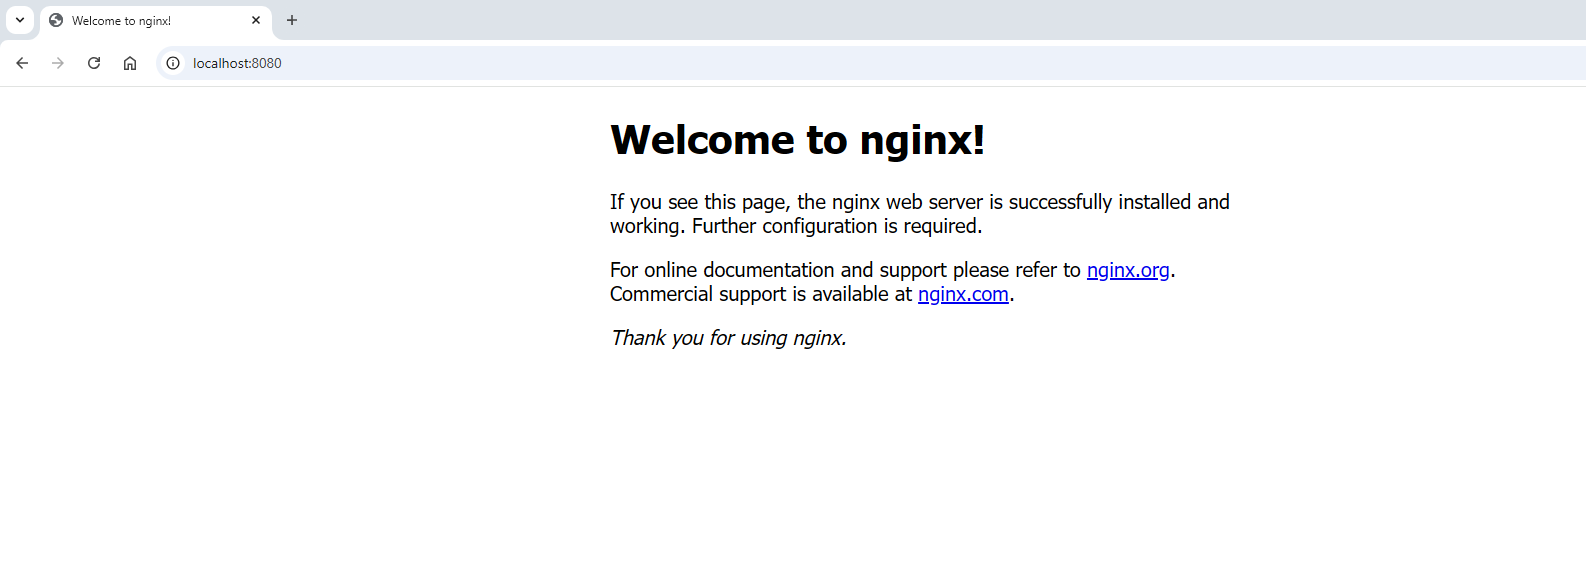 Welcome to nginx!
localhost:8080
Welcome to nginx!
If you see this page, the nginx web server is successfully installed and
working. Further configuration is required.
For online documentation and support please refer to nginx.org.
Commercial support is available at nginx.com.
Thank you for using nginx.